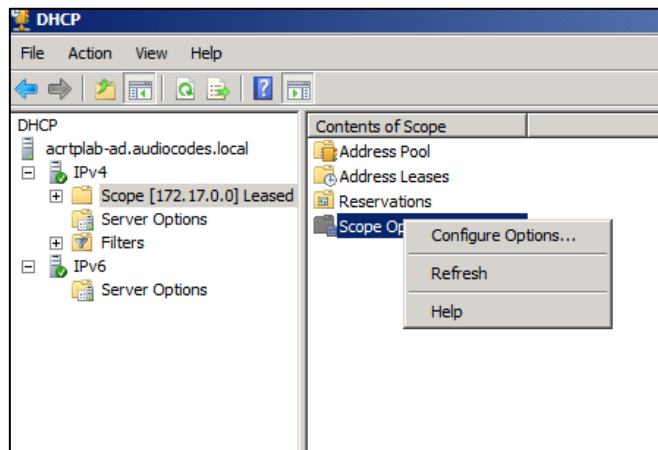 DHCP
File Action View Help
DHCP
acrtplab-ad.audiocodes.local
IPv4
Scope [172.17.0.0] Leased
Server Options
Filters
IPv6
Server Options
Contents of Scope
Address Pool
Address Leases
Reservations
Scope Op
Configure Options...
Refresh
Help